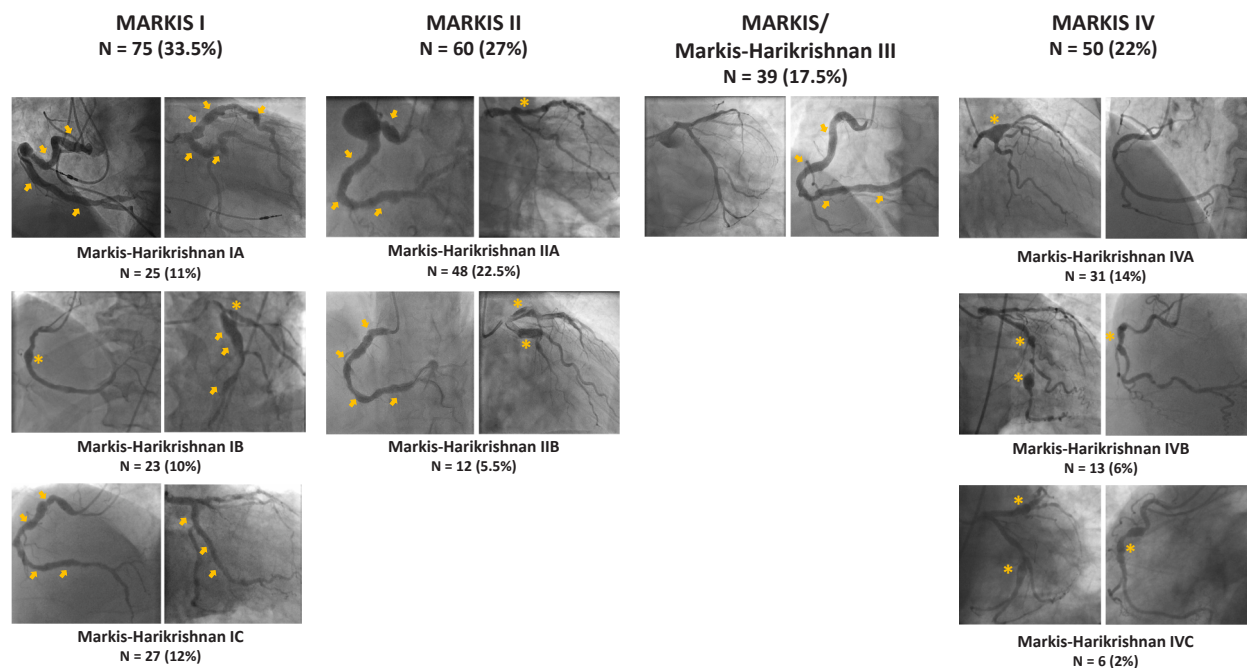 MARKIS I
N = 75 (33.5%)
MARKIS II
N = 60 (27%)
MARKIS/
Markis-Harikrishnan III
N = 39 (17.5%)
MARKIS IV
N = 50 (22%)
Markis-Harikrishnan IA
N = 25 (11%)
Markis-Harikrishnan IIA
N = 48 (22.5%)
Markis-Harikrishnan IVA
N = 31 (14%)
Markis-Harikrishnan IB
N = 23 (10%)
Markis-Harikrishnan IIB
N = 12 (5.5%)
Markis-Harikrishnan IVB
N = 13 (6%)
Markis-Harikrishnan IC
N = 27 (12%)
Markis-Harikrishnan IVC
N = 6 (2%)